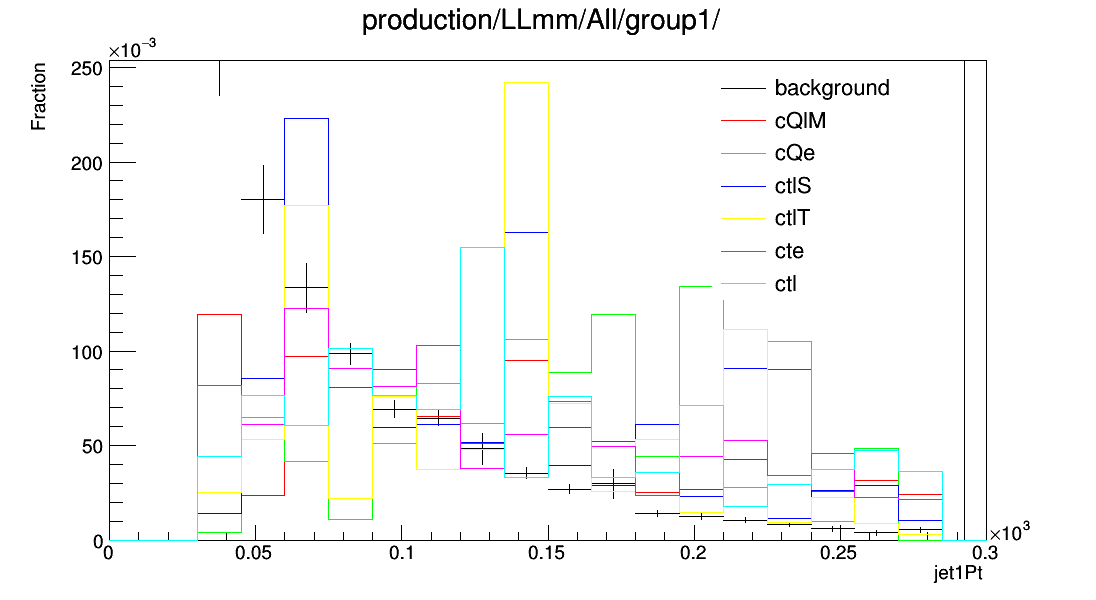 production/LLmm/All/group1/
×10⁻³
Fraction
250
200
150
100
50
0
background
cQlM
cQe
ctlS
ctlT
cte
ctl
0 0.05 0.1 0.15 0.2 0.25 0.3
×10³
jet1Pt